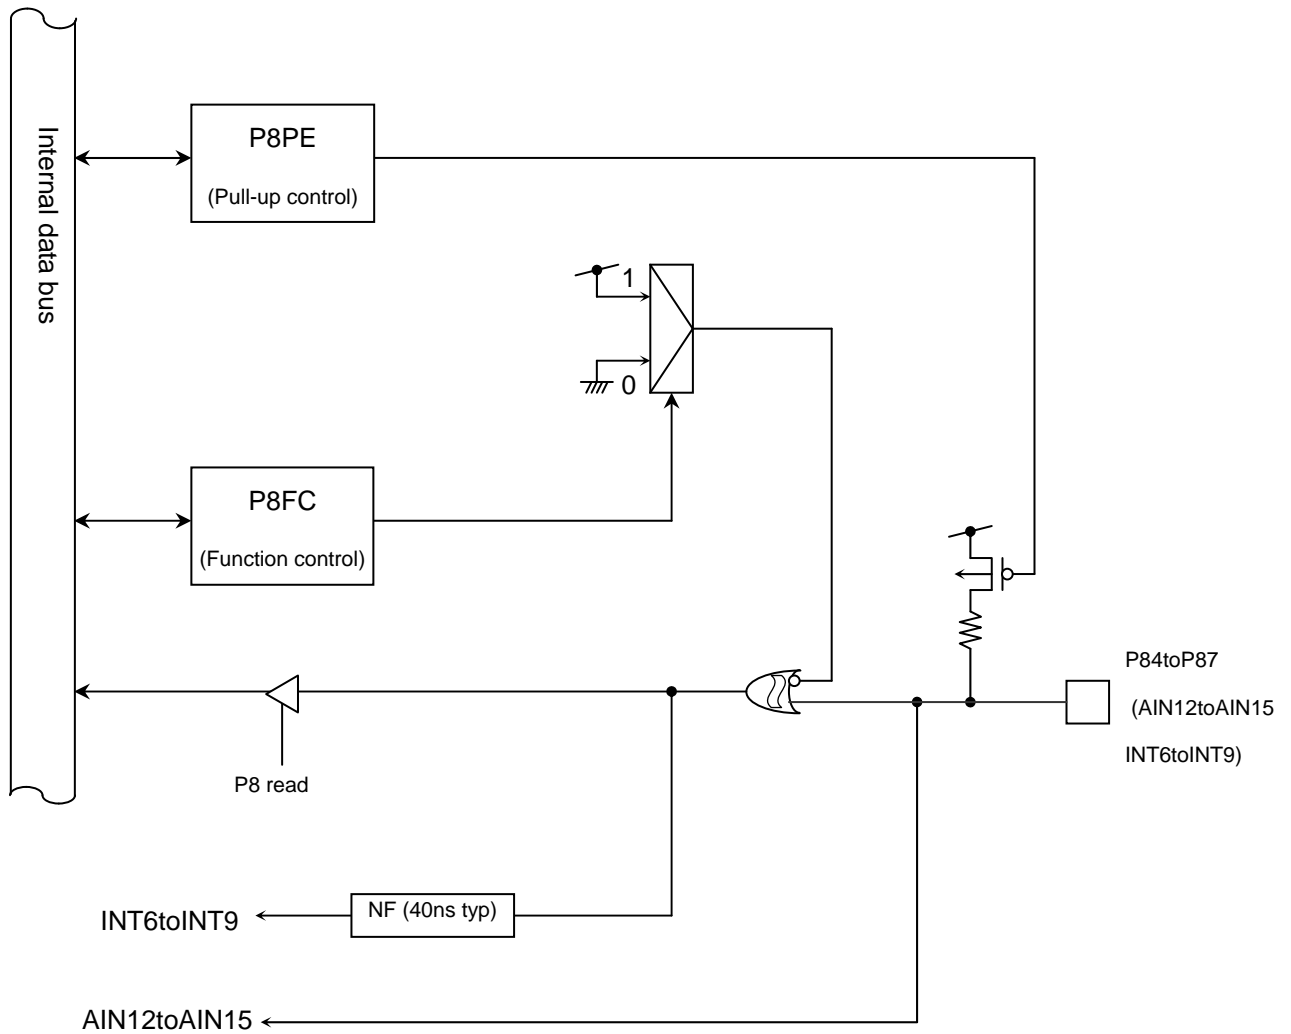 Internal data bus
P8PE
(Pull-up control)
1
0
P8FC
(Function control)
P84toP87
(AIN12toAIN15
INT6toINT9)
P8 read
NF (40ns typ)
INT6toINT9
AIN12toAIN15